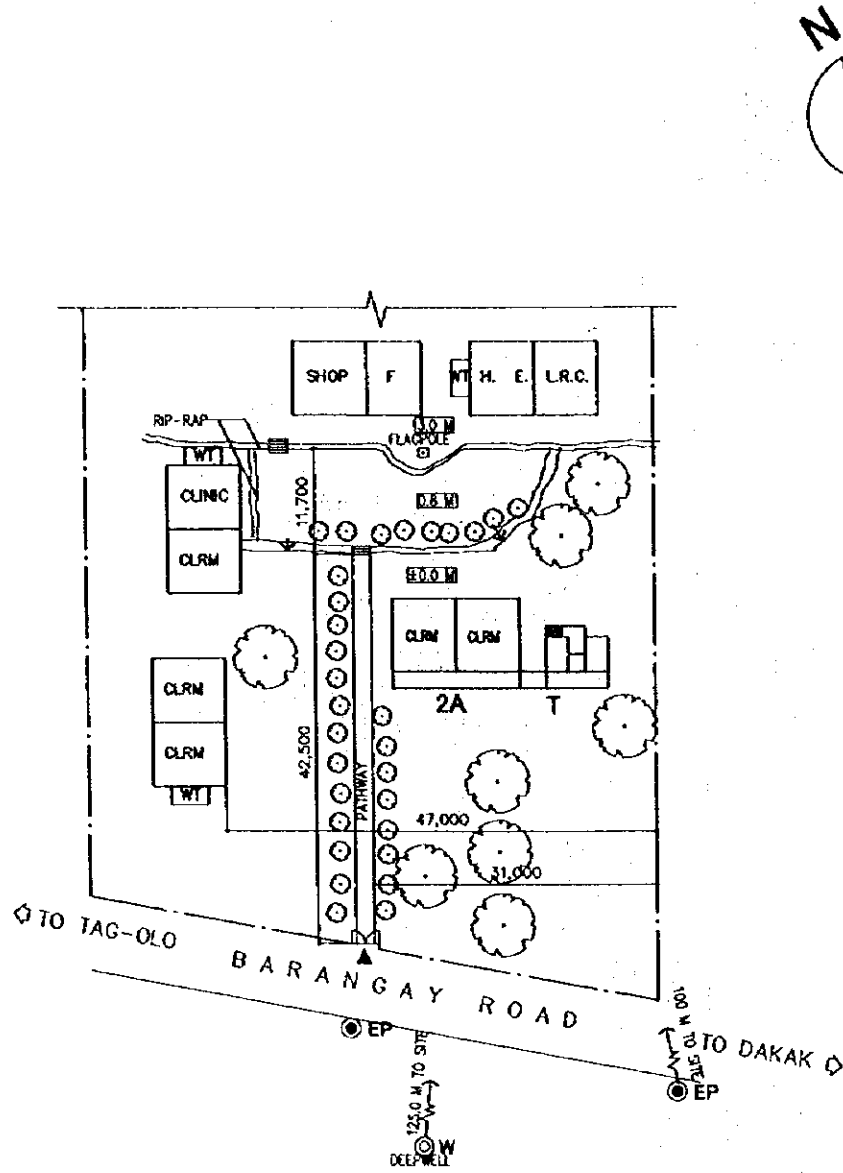 N
SHOP
F
WT
H. E.
L.R.C.
RIP-RAP
3.0 M
FLAGPOLE
WT
CLINIC
11,700
0.6 M
CLRM
±0.0 M
CLRM
CLRM
CLRM
2A
T
CLRM
42,500
PATHWAY
WT
47,000
31,000
TO TAG-OLO
BARANGAY ROAD
100 M TO SITE
TO DAKAK
EP
EP
125.0 M TO SITE
W
DEEPWELL